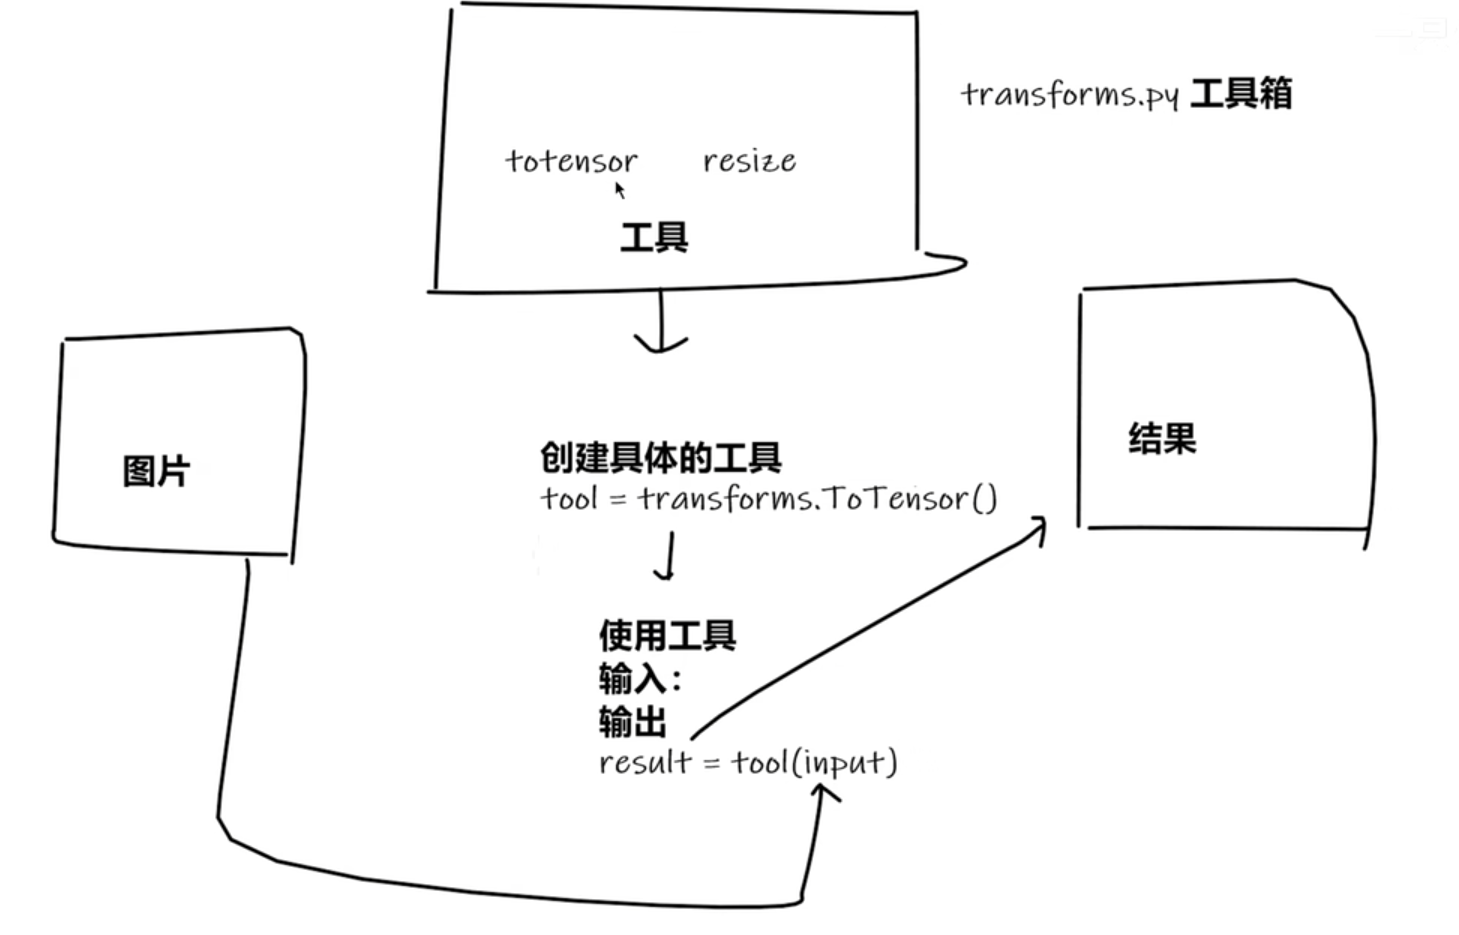 transforms.py 工具箱
totensor resize
工具
图片
创建具体的工具
tool = transforms.ToTensor()
结果
使用工具
输入：
输出
result = tool(input)